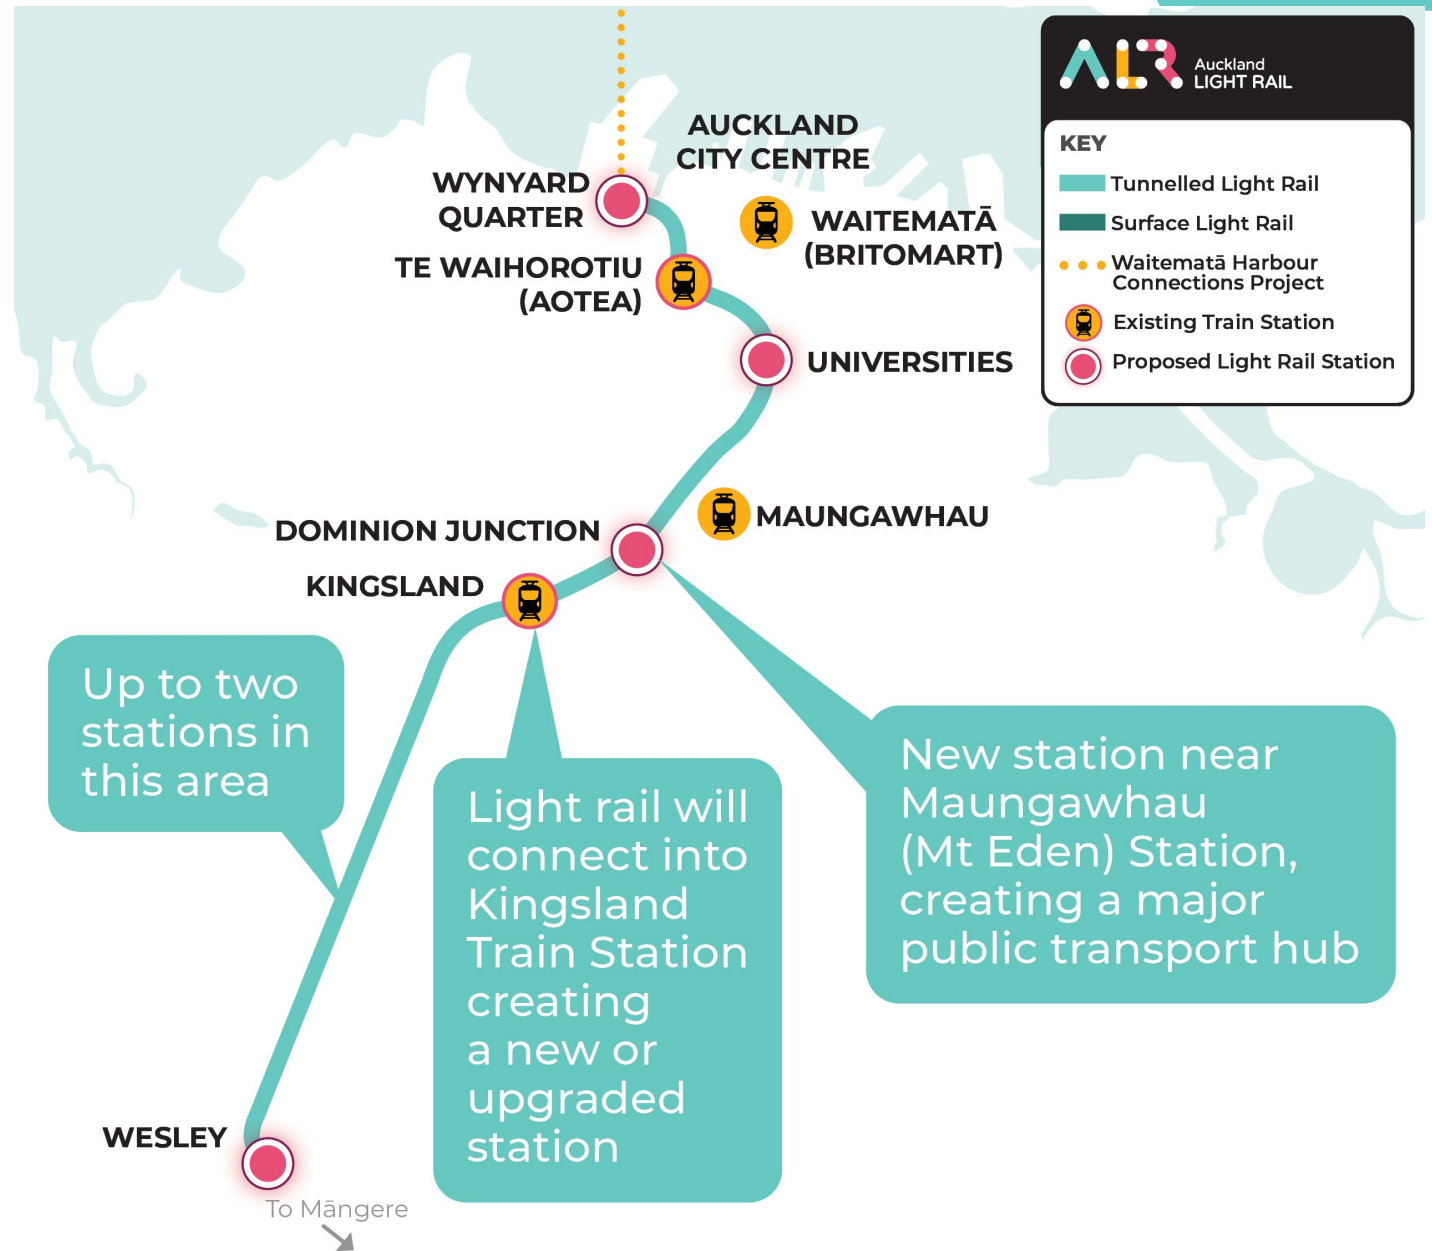 ALR
Auckland
LIGHT RAIL
KEY
Tunnelled Light Rail
Surface Light Rail
Waitematā Harbour
Connections Project
Existing Train Station
Proposed Light Rail Station
AUCKLAND
CITY CENTRE
WYNYARD
QUARTER
WAITEMATĀ
(BRITOMART)
TE WAIHOROTIU
(AOTEA)
UNIVERSITIES
MAUNGAWHAU
DOMINION JUNCTION
KINGSLAND
Up to two
stations in
this area
Light rail will
connect into
Kingsland
Train Station
creating
a new or
upgraded
station
New station near
Maungawhau
(Mt Eden) Station,
creating a major
public transport hub
WESLEY
To Māngere